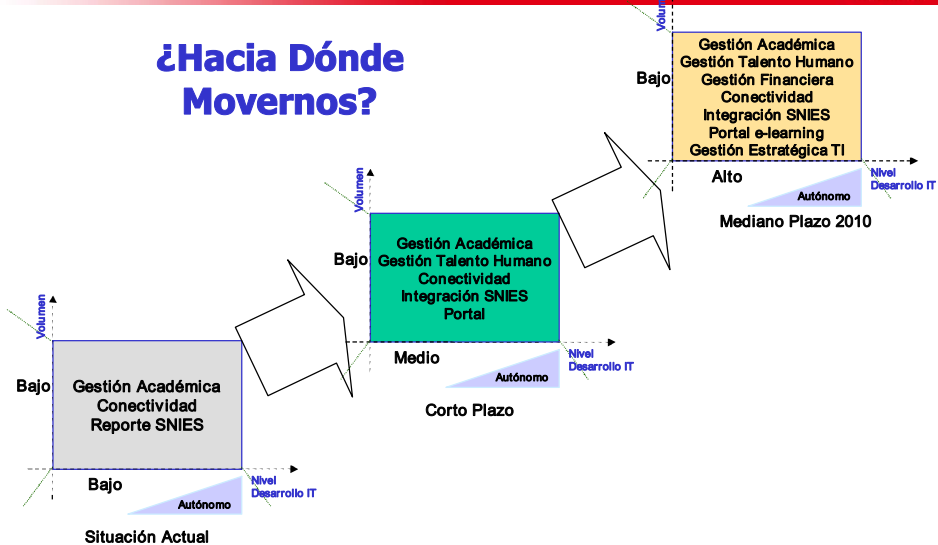 ¿Hacia Dónde
Movernos?
Volumen
Bajo
Gestión Académica
Gestión Talento Humano
Gestión Financiera
Conectividad
Integración SNIES
Portal e-learning
Gestión Estratégica TI
Alto
Nivel
Desarrollo IT
Autónomo
Mediano Plazo 2010
Volumen
Bajo
Gestión Académica
Gestión Talento Humano
Conectividad
Integración SNIES
Portal
Medio
Nivel
Desarrollo IT
Autónomo
Corto Plazo
Volumen
Bajo
Gestión Académica
Conectividad
Reporte SNIES
Bajo
Nivel
Desarrollo IT
Autónomo
Situación Actual